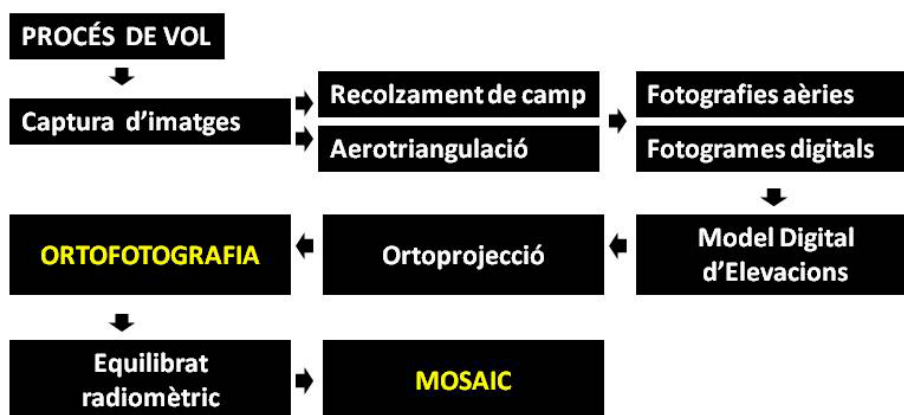 PROCÉS DE VOL
Captura d’imatges
Recolzament de camp
Aerotriangulació
Fotografies aèries
Fotogrames digitals
Model Digital
d’Elevacions
Ortoprojecció
ORTOFOTOGRAFIA
Equilibrat
radiomètric
MOSAIC